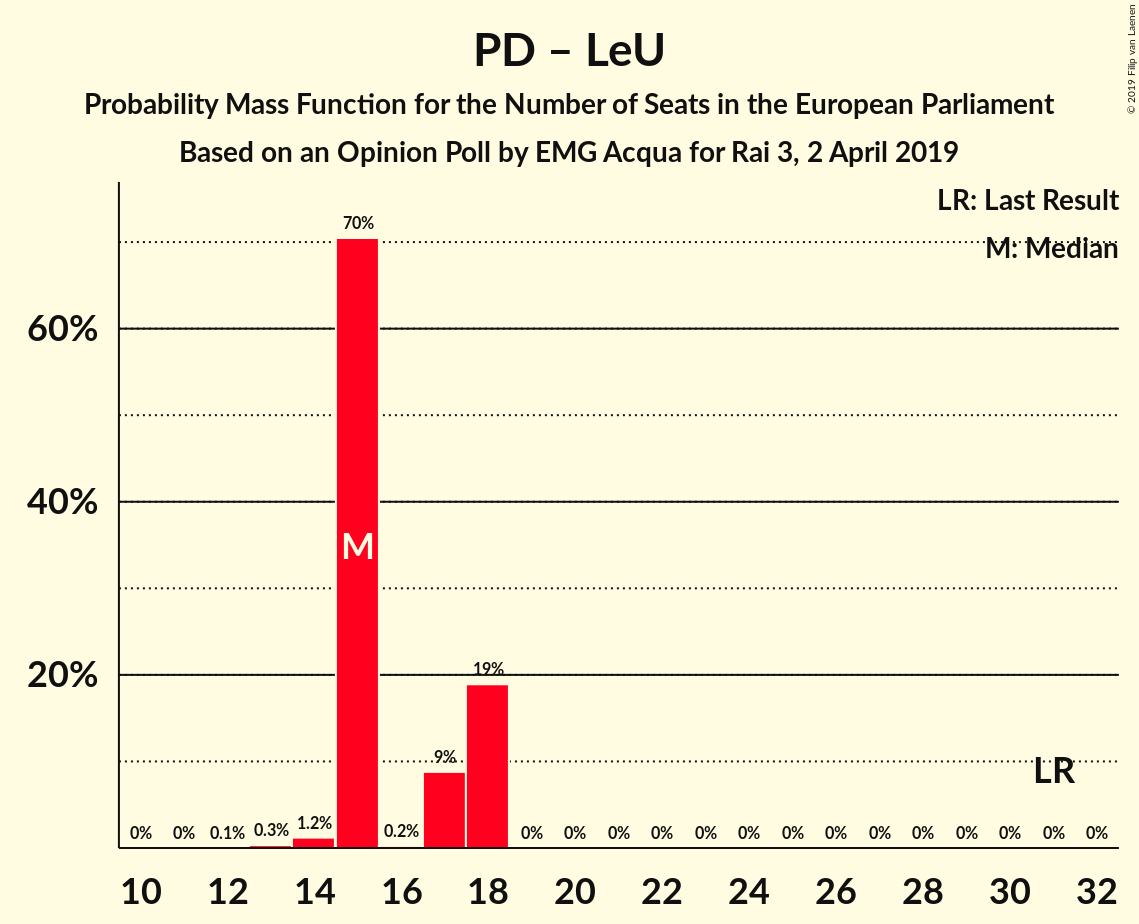 PD – LeU
Probability Mass Function for the Number of Seats in the European Parliament
Based on an Opinion Poll by EMG Acqua for Rai 3, 2 April 2019
© 2019 Filip van Laenen
LR: Last Result
M: Median
60%
40%
20%
0% 0% 0.1% 0.3% 1.2% 70% 0.2% 9% 19% 0% 0% 0% 0% 0% 0% 0% 0% 0% 0% 0% 0% 0% 0%
M
LR
10 12 14 16 18 20 22 24 26 28 30 32